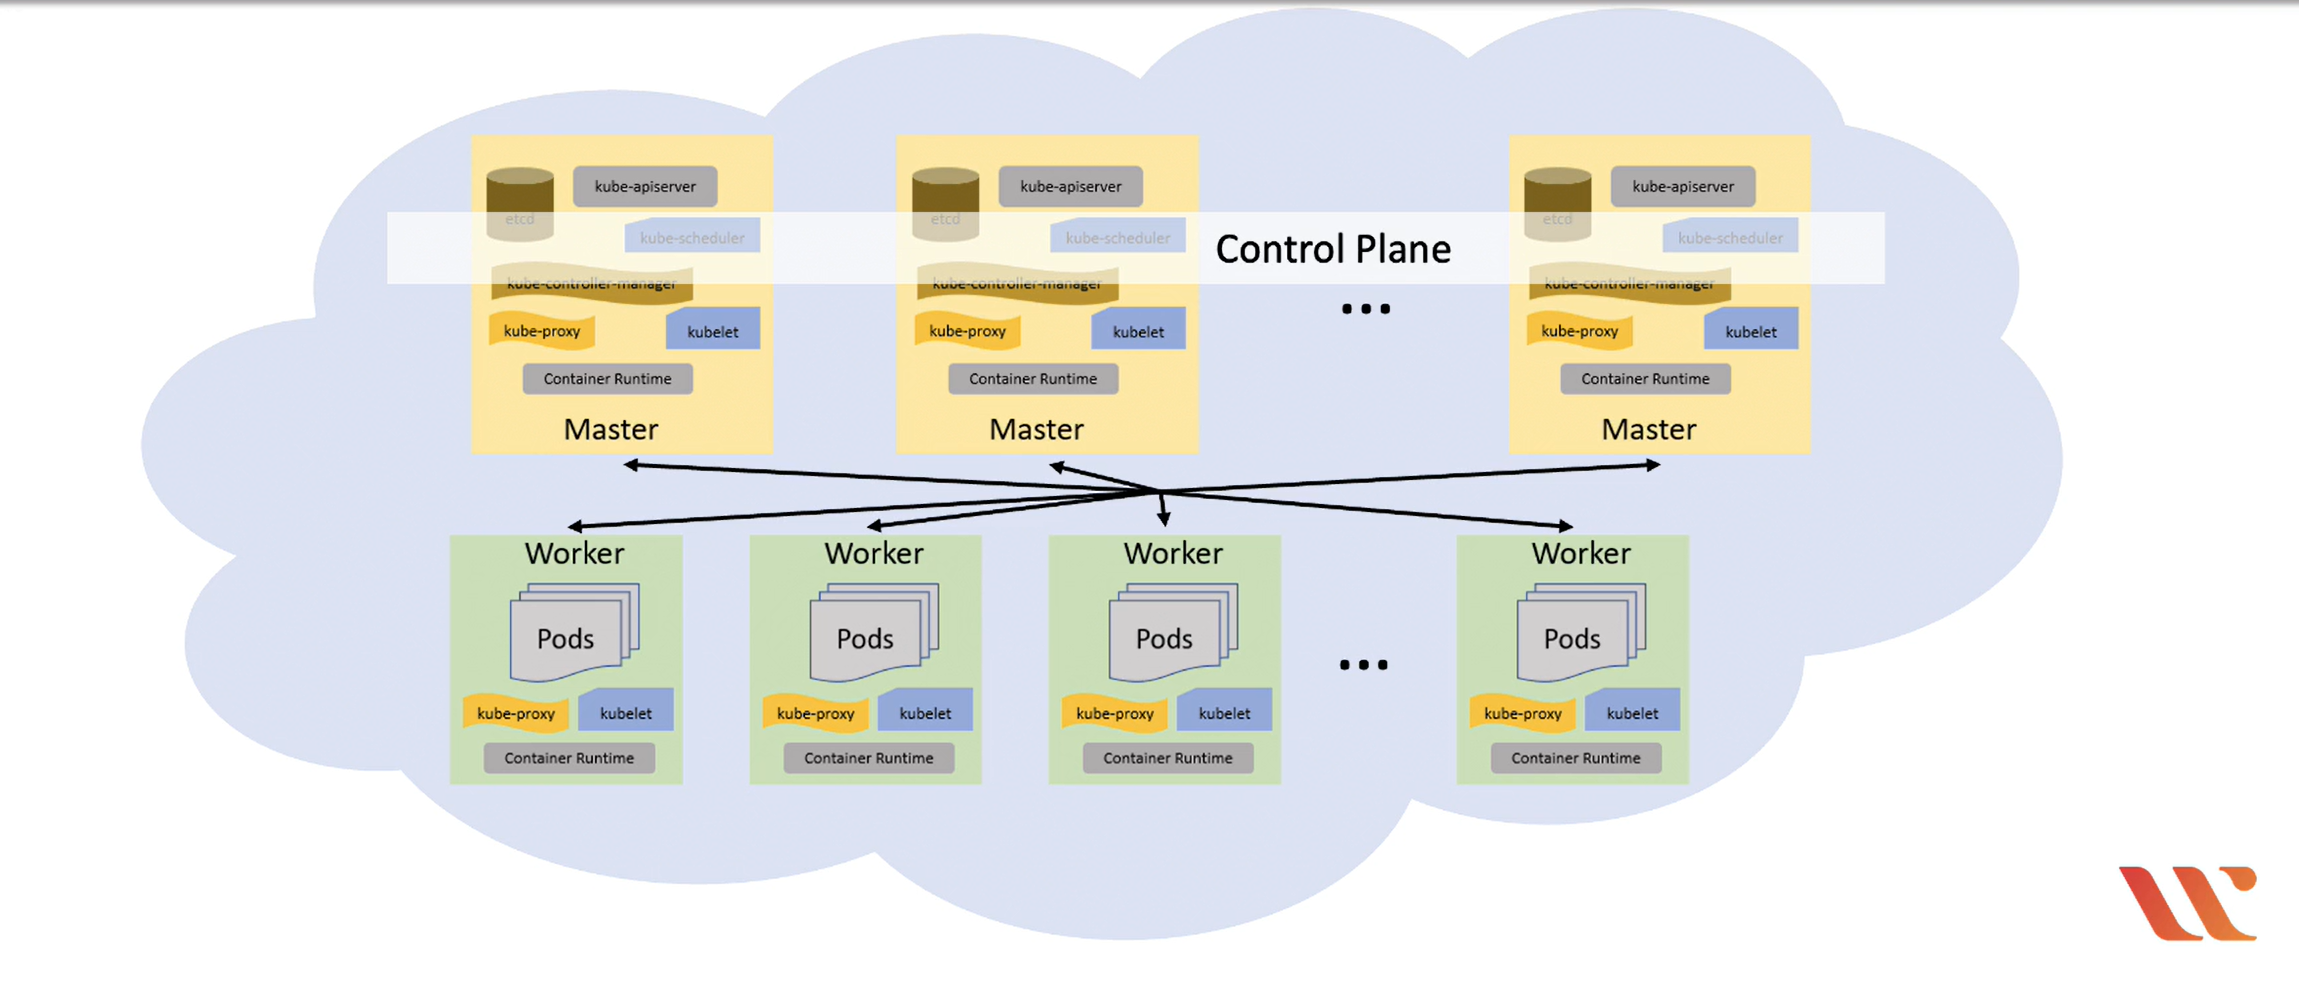 kube-apiserver
etcd
kube-scheduler
kube-controller-manager
kube-proxy
kubelet
Container Runtime
Master
kube-apiserver
etcd
kube-scheduler
kube-controller-manager
kube-proxy
kubelet
Container Runtime
Master
Control Plane
...
kube-apiserver
etcd
kube-scheduler
kube-controller-manager
kube-proxy
kubelet
Container Runtime
Master
Worker
Pods
kube-proxy
kubelet
Container Runtime
Worker
Pods
kube-proxy
kubelet
Container Runtime
Worker
Pods
kube-proxy
kubelet
Container Runtime
...
Worker
Pods
kube-proxy
kubelet
Container Runtime